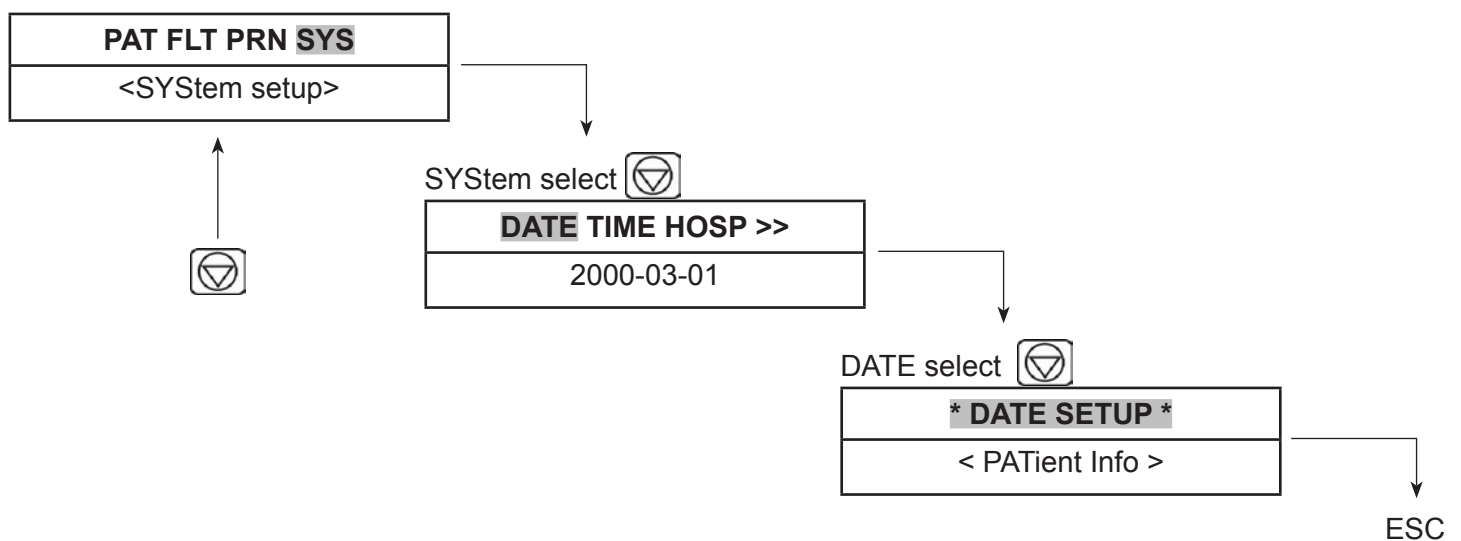 PAT FLT PRN SYS
<SYStem setup>
SYStem select
DATE TIME HOSP >>
2000-03-01
DATE select
* DATE SETUP *
< PATient Info >
ESC